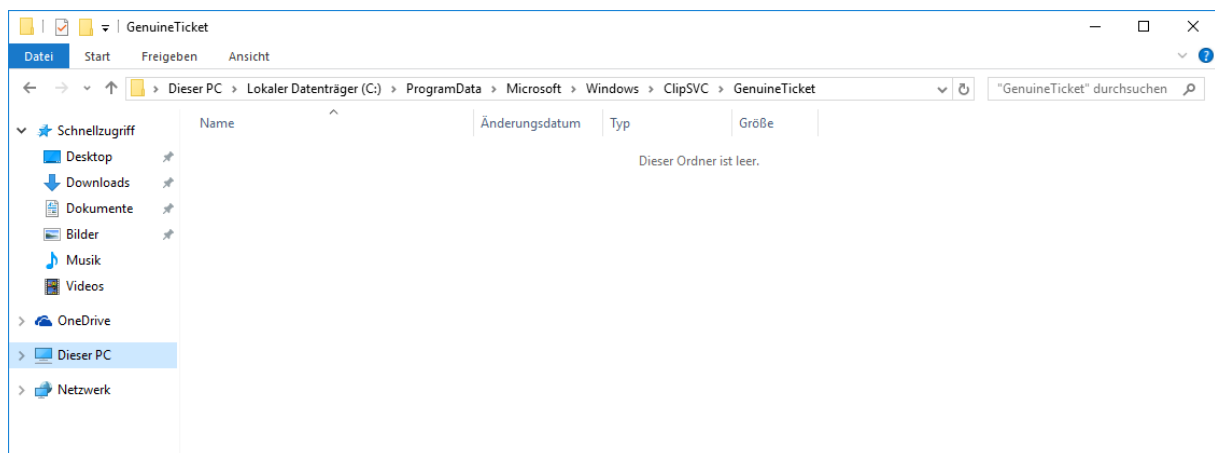 GenuineTicket
Datei Start Freigeben Ansicht
Dieser PC > Lokaler Datenträger (C:) > ProgramData > Microsoft > Windows > ClipSVC > GenuineTicket "GenuineTicket" durchsuchen
Name Änderungsdatum Typ Größe
Dieser Ordner ist leer.
Schnellzugriff
Desktop
Downloads
Dokumente
Bilder
Musik
Videos
OneDrive
Dieser PC
Netzwerk